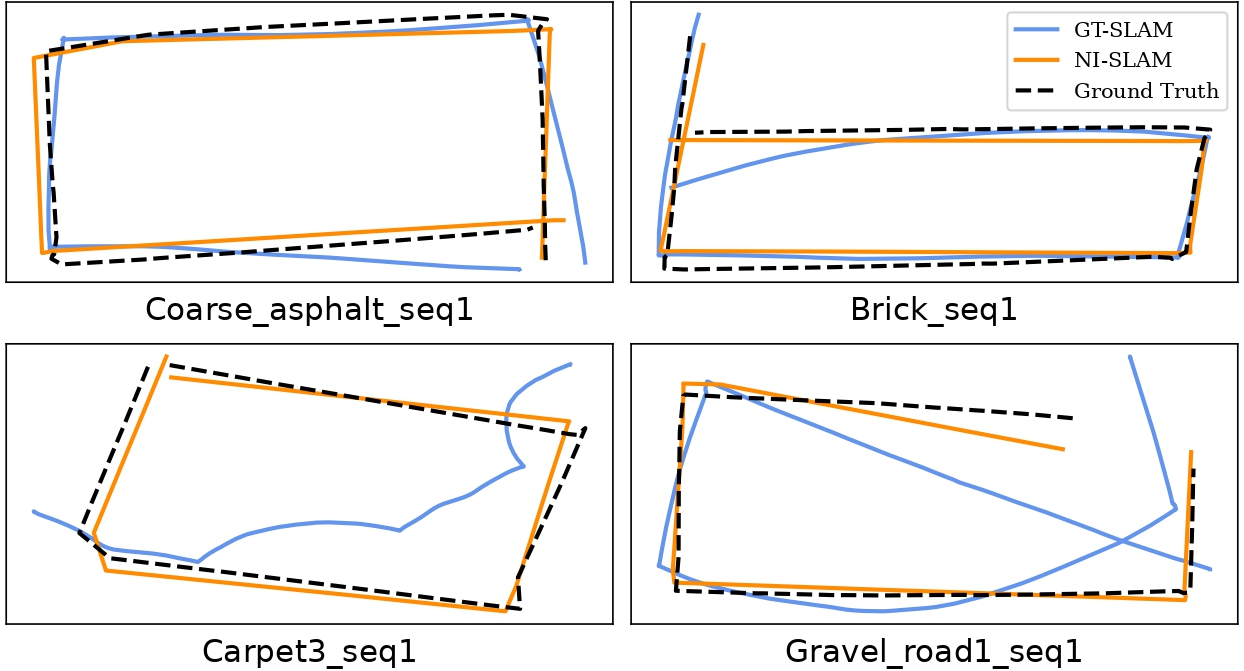 GT-SLAM
NI-SLAM
Ground Truth
Coarse_asphalt_seq1
Brick_seq1
Carpet3_seq1
Gravel_road1_seq1